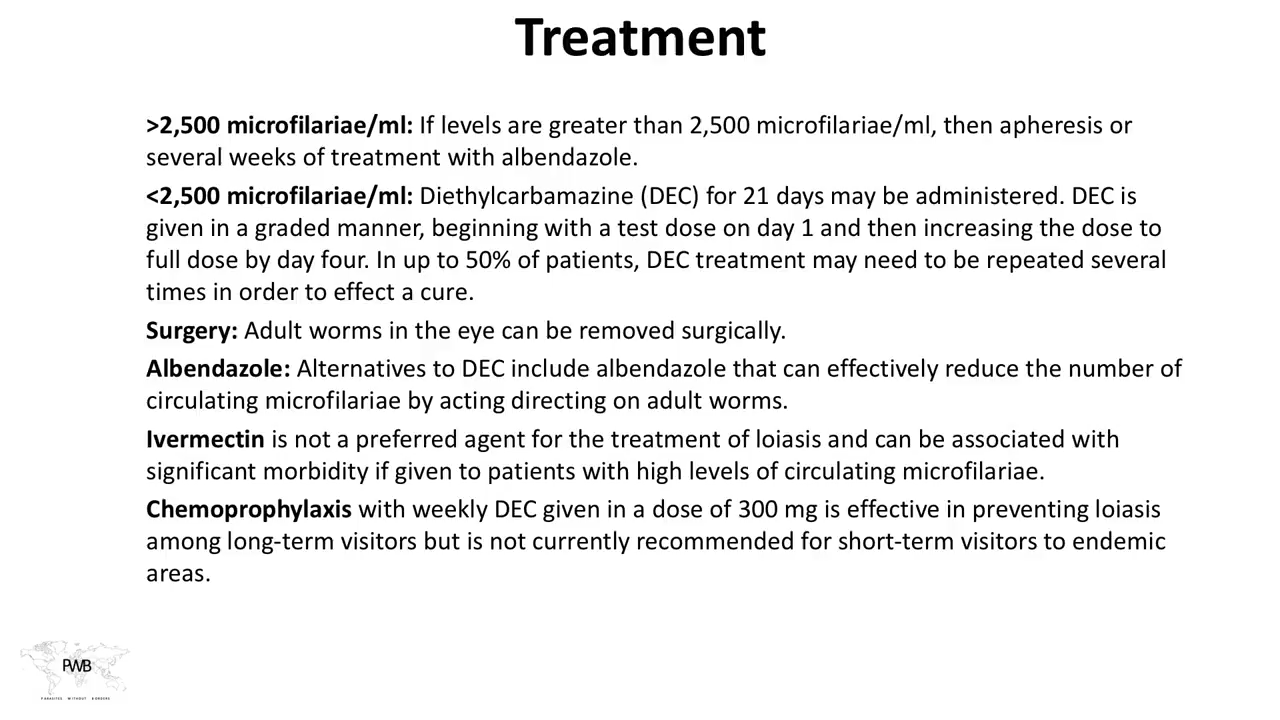 Treatment
>2,500 microfilariae/ml: If levels are greater than 2,500 microfilariae/ml, then apheresis or
several weeks of treatment with albendazole.
<2,500 microfilariae/ml: Diethylcarbamazine (DEC) for 21 days may be administered. DEC is
given in a graded manner, beginning with a test dose on day 1 and then increasing the dose to
full dose by day four. In up to 50% of patients, DEC treatment may need to be repeated several
times in order to effect a cure.
Surgery: Adult worms in the eye can be removed surgically.
Albendazole: Alternatives to DEC include albendazole that can effectively reduce the number of
circulating microfilariae by acting directing on adult worms.
Ivermectin is not a preferred agent for the treatment of loiasis and can be associated with
significant morbidity if given to patients with high levels of circulating microfilariae.
Chemoprophylaxis with weekly DEC given in a dose of 300 mg is effective in preventing loiasis
among long-term visitors but is not currently recommended for short-term visitors to endemic
areas.
PWB
PARASITES WITHOUT BORDERS